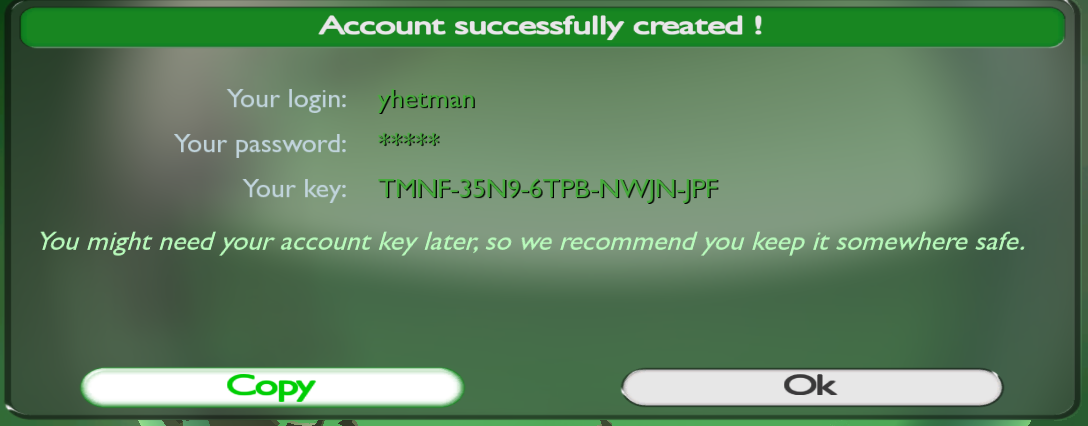 Account successfully created !
Your login: yhetman
Your password: *****
Your key: TMNF-35N9-6TPB-NWJN-JPF
You might need your account key later, so we recommend you keep it somewhere safe.
Copy
Ok